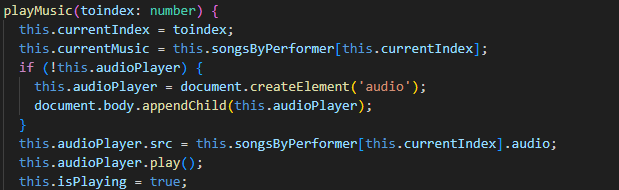 playMusic(toindex: number) {
this.currentIndex = toindex;
this.currentMusic = this.songsByPerformer[this.currentIndex];
if (!this.audioPlayer) {
this.audioPlayer = document.createElement('audio');
document.body.appendChild(this.audioPlayer);
}
this.audioPlayer.src = this.songsByPerformer[this.currentIndex].audio;
this.audioPlayer.play();
this.isPlaying = true;